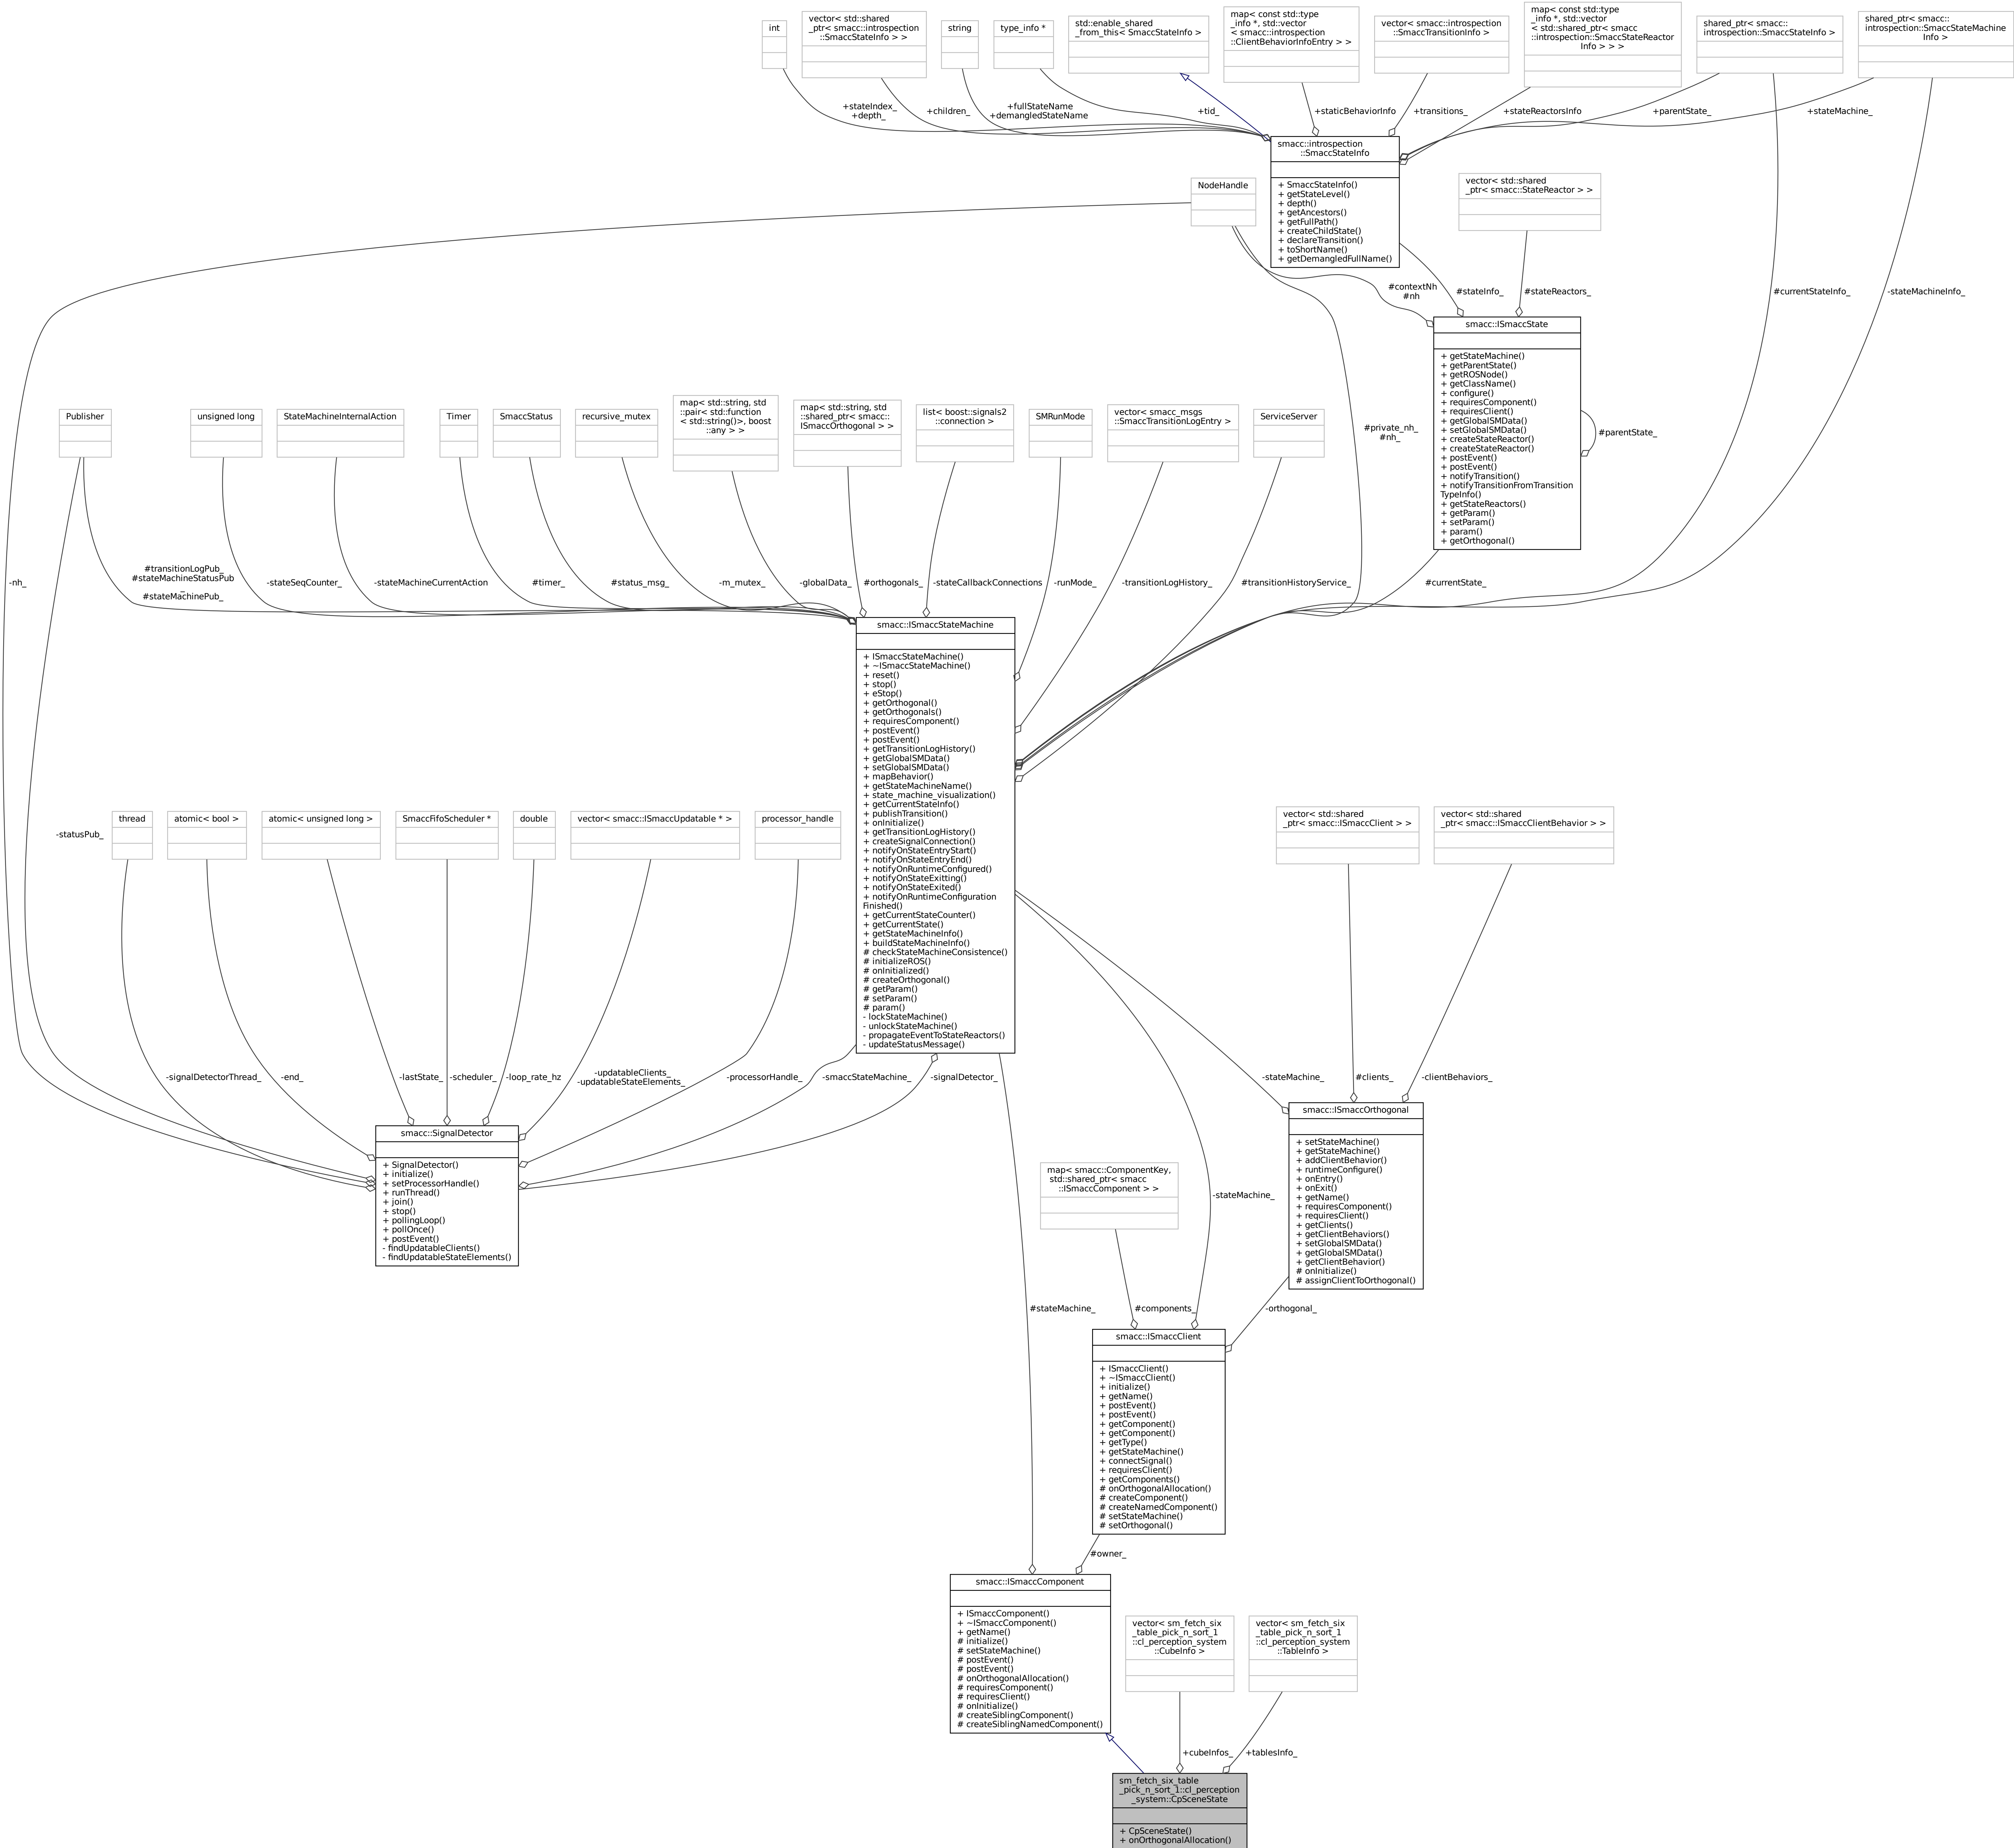 int
vector< std::shared
_ptr< smacc::introspection
::SmaccStateInfo > >
string
type_info *
std::enable_shared
_from_this< SmaccStateInfo >
map< const std::type
_info *, std::vector
< smacc::introspection
::ClientBehaviorInfoEntry > >
vector< smacc::introspection
::SmaccTransitionInfo >
map< const std::type
_info *, std::vector
< std::shared_ptr< smacc
::introspection::SmaccStateReactor
Info > > >
shared_ptr< smacc::
introspection::SmaccStateInfo >
shared_ptr< smacc::
introspection::SmaccStateMachine
Info >
+stateIndex_
+depth_
+children_
+fullStateName
+demangledStateName
+tid_
+staticBehaviorInfo
+transitions_
+stateReactorsInfo
+parentState_
+stateMachine_
smacc::introspection
::SmaccStateInfo
+ SmaccStateInfo()
+ getStateLevel()
+ depth()
+ getAncestors()
+ getFullPath()
+ createChildState()
+ declareTransition()
+ toShortName()
+ getDemangledFullName()
NodeHandle
vector< std::shared
_ptr< smacc::StateReactor > >
#contextNh
#nh
#stateInfo_
#stateReactors_
#currentStateInfo_
-stateMachineInfo_
smacc::ISmaccState
+ getStateMachine()
+ getParentState()
+ getROSNode()
+ getClassName()
+ configure()
+ requiresComponent()
+ requiresClient()
+ getGlobalSMData()
+ setGlobalSMData()
+ createStateReactor()
+ createStateReactor()
+ postEvent()
+ postEvent()
+ notifyTransition()
+ notifyTransitionFromTransition
TypeInfo()
+ getStateReactors()
+ getParam()
+ setParam()
+ param()
+ getOrthogonal()
#parentState_
Publisher
unsigned long
StateMachineInternalAction
Timer
SmaccStatus
recursive_mutex
map< std::string, std
::pair< std::function
< std::string()>, boost
::any > >
map< std::string, std
::shared_ptr< smacc::
ISmaccOrthogonal > >
list< boost::signals2
::connection >
SMRunMode
vector< smacc_msgs
::SmaccTransitionLogEntry >
ServiceServer
#private_nh_
#nh_
-nh_
#transitionLogPub_
#stateMachineStatusPub
_
#stateMachinePub_
-stateSeqCounter_
-stateMachineCurrentAction
#timer_
#status_msg_
-m_mutex_
-globalData_
#orthogonals_
-stateCallbackConnections
-runMode_
-transitionLogHistory_
#transitionHistoryService_
#currentState_
smacc::ISmaccStateMachine
+ ISmaccStateMachine()
+ ~ISmaccStateMachine()
+ reset()
+ stop()
+ eStop()
+ getOrthogonal()
+ getOrthogonals()
+ requiresComponent()
+ postEvent()
+ postEvent()
+ getTransitionLogHistory()
+ getGlobalSMData()
+ setGlobalSMData()
+ mapBehavior()
+ getStateMachineName()
+ state_machine_visualization()
+ getCurrentStateInfo()
+ publishTransition()
+ onInitialize()
+ getTransitionLogHistory()
+ createSignalConnection()
+ notifyOnStateEntryStart()
+ notifyOnStateEntryEnd()
+ notifyOnRuntimeConfigured()
+ notifyOnStateExitting()
+ notifyOnStateExited()
+ notifyOnRuntimeConfiguration
Finished()
+ getCurrentStateCounter()
+ getCurrentState()
+ getStateMachineInfo()
+ buildStateMachineInfo()
# checkStateMachineConsistence()
# initializeROS()
# onInitialized()
# createOrthogonal()
# getParam()
# setParam()
# param()
- lockStateMachine()
- unlockStateMachine()
- propagateEventToStateReactors()
- updateStatusMessage()
-statusPub_
thread
atomic< bool >
atomic< unsigned long >
SmaccFifoScheduler *
double
vector< smacc::ISmaccUpdatable * >
processor_handle
vector< std::shared
_ptr< smacc::ISmaccClient > >
vector< std::shared
_ptr< smacc::ISmaccClientBehavior > >
-signalDetectorThread_
-end_
-lastState_
-scheduler_
-loop_rate_hz
-updatableClients_
-updatableStateElements_
-processorHandle_
-smaccStateMachine_
-signalDetector_
-stateMachine_
#clients_
-clientBehaviors_
smacc::SignalDetector
+ SignalDetector()
+ initialize()
+ setProcessorHandle()
+ runThread()
+ join()
+ stop()
+ pollingLoop()
+ pollOnce()
+ postEvent()
- findUpdatableClients()
- findUpdatableStateElements()
smacc::ISmaccOrthogonal
+ setStateMachine()
+ getStateMachine()
+ addClientBehavior()
+ runtimeConfigure()
+ onEntry()
+ onExit()
+ getName()
+ requiresComponent()
+ requiresClient()
+ getClients()
+ getClientBehaviors()
+ setGlobalSMData()
+ getGlobalSMData()
+ getClientBehavior()
# onInitialize()
# assignClientToOrthogonal()
map< smacc::ComponentKey,
std::shared_ptr< smacc
::ISmaccComponent > >
-stateMachine_
#stateMachine_
#components_
-orthogonal_
smacc::ISmaccClient
+ ISmaccClient()
+ ~ISmaccClient()
+ initialize()
+ getName()
+ postEvent()
+ postEvent()
+ getComponent()
+ getComponent()
+ getType()
+ getStateMachine()
+ connectSignal()
+ requiresClient()
+ getComponents()
# onOrthogonalAllocation()
# createComponent()
# createNamedComponent()
# setStateMachine()
# setOrthogonal()
#owner_
smacc::ISmaccComponent
+ ISmaccComponent()
+ ~ISmaccComponent()
+ getName()
# initialize()
# setStateMachine()
# postEvent()
# postEvent()
# onOrthogonalAllocation()
# requiresComponent()
# requiresClient()
# onInitialize()
# createSiblingComponent()
# createSiblingNamedComponent()
vector< sm_fetch_six
_table_pick_n_sort_1
::cl_perception_system
::CubeInfo >
vector< sm_fetch_six
_table_pick_n_sort_1
::cl_perception_system
::TableInfo >
+cubeInfos_
+tablesInfo_
sm_fetch_six_table
_pick_n_sort_1::cl_perception
_system::CpSceneState
+ CpSceneState()
+ onOrthogonalAllocation()